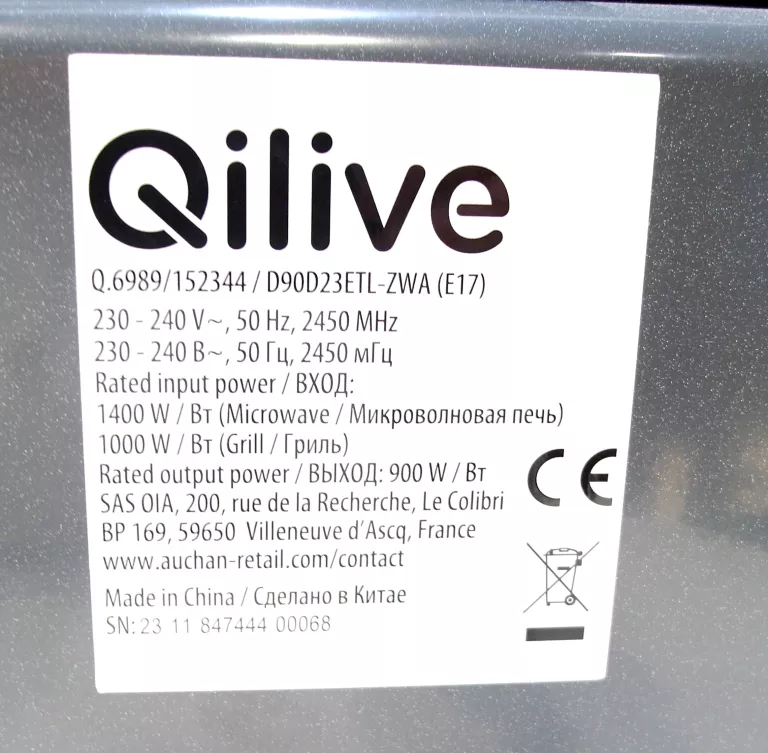 Qilive
Q.6989/152344 / D90D23ETL-ZWA (E17)
230 - 240 V~, 50 Hz, 2450 MHz
230 - 240 В~, 50 Гц, 2450 мГц
Rated input power / ВХОД:
1400 W / Вт (Microwave / Микроволновая печь)
1000 W / Вт (Grill / Гриль)
Rated output power / ВЫХОД: 900 W / Вт
SAS OIA, 200, rue de la Recherche, Le Colibri
BP 169, 59650 Villeneuve d'Ascq, France
www.auchan-retail.com/contact
CE
Made in China / Сделано в Китае
SN: 23 11 847444 00068